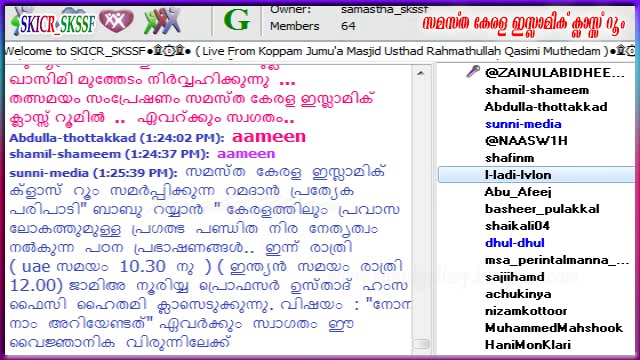 SKICR_SKSSF
Owner: samastha_skssf
G Members 64
സമസ്ത കേരള ഇസ്ലാമിക് ക്ലാസ്സ് റൂം
Welcome to SKICR_SKSSF ( Live From Koppam Jumu'a Masjid Usthad Rahmathullah Qasimi Muthedam )
ഖാസിമി മുത്തേടം നിർവ്വഹിക്കുന്നു ...
തത്സമയം സംപ്രേഷണം സമസ്ത കേരള ഇസ്ലാമിക്
ക്ലാസ്സ് റൂമിൽ .. ഏവര്ക്കും സ്വഗതം..
Abdulla-thottakkad (1:24:02 PM): aameen
shamil-shameem (1:24:37 PM): aameen
sunni-media (1:25:39 PM): സമസ്ത കേരള ഇസ്ലാമിക്
ക്ളാസ് റൂം സമർപ്പിക്കുന്ന റമദാൻ പ്രത്യേക
പരിപാടി" ബാബു റയ്യാൻ " കേരളത്തിലും പ്രവാസ
ലോകത്തുമുള്ള പ്രഗത്ഭ പണ്ഡിത നിര നേതൃത്വം
നൽകുന്ന പഠന പ്രഭാഷണങ്ങൾ.. ഇന്ന് രാത്രി
( uae സമയം 10.30 നു ) ( ഇന്ത്യൻ സമയം രാത്രി
12.00) ജാമിഅ നൂരിയ്യ പ്രൊഫസർ ഉസ്താദ് ഹംസ
ഫൈസി ഹൈതമി ക്ലാസെടുക്കുന്നു. വിഷയം : "നോമ്പ
നാം അറിയേണ്ടത്" ഏവർക്കും സ്വാഗതം ഈ
വൈജ്ഞാനിക വിരുന്നിലേക്ക്
@ZAINULABIDHEE...
shamil-shameem
Abdulla-thottakkad
sunni-media
@NAASW1H
shafinm
l-ladi-lvlon
Abu_Afeej
basheer_pulakkal
shaikali04
dhul-dhul
msa_perintalmanna_...
sajiihamd
achukinya
nizamkottoor
MuhammedMahshook
HaniMonKlari